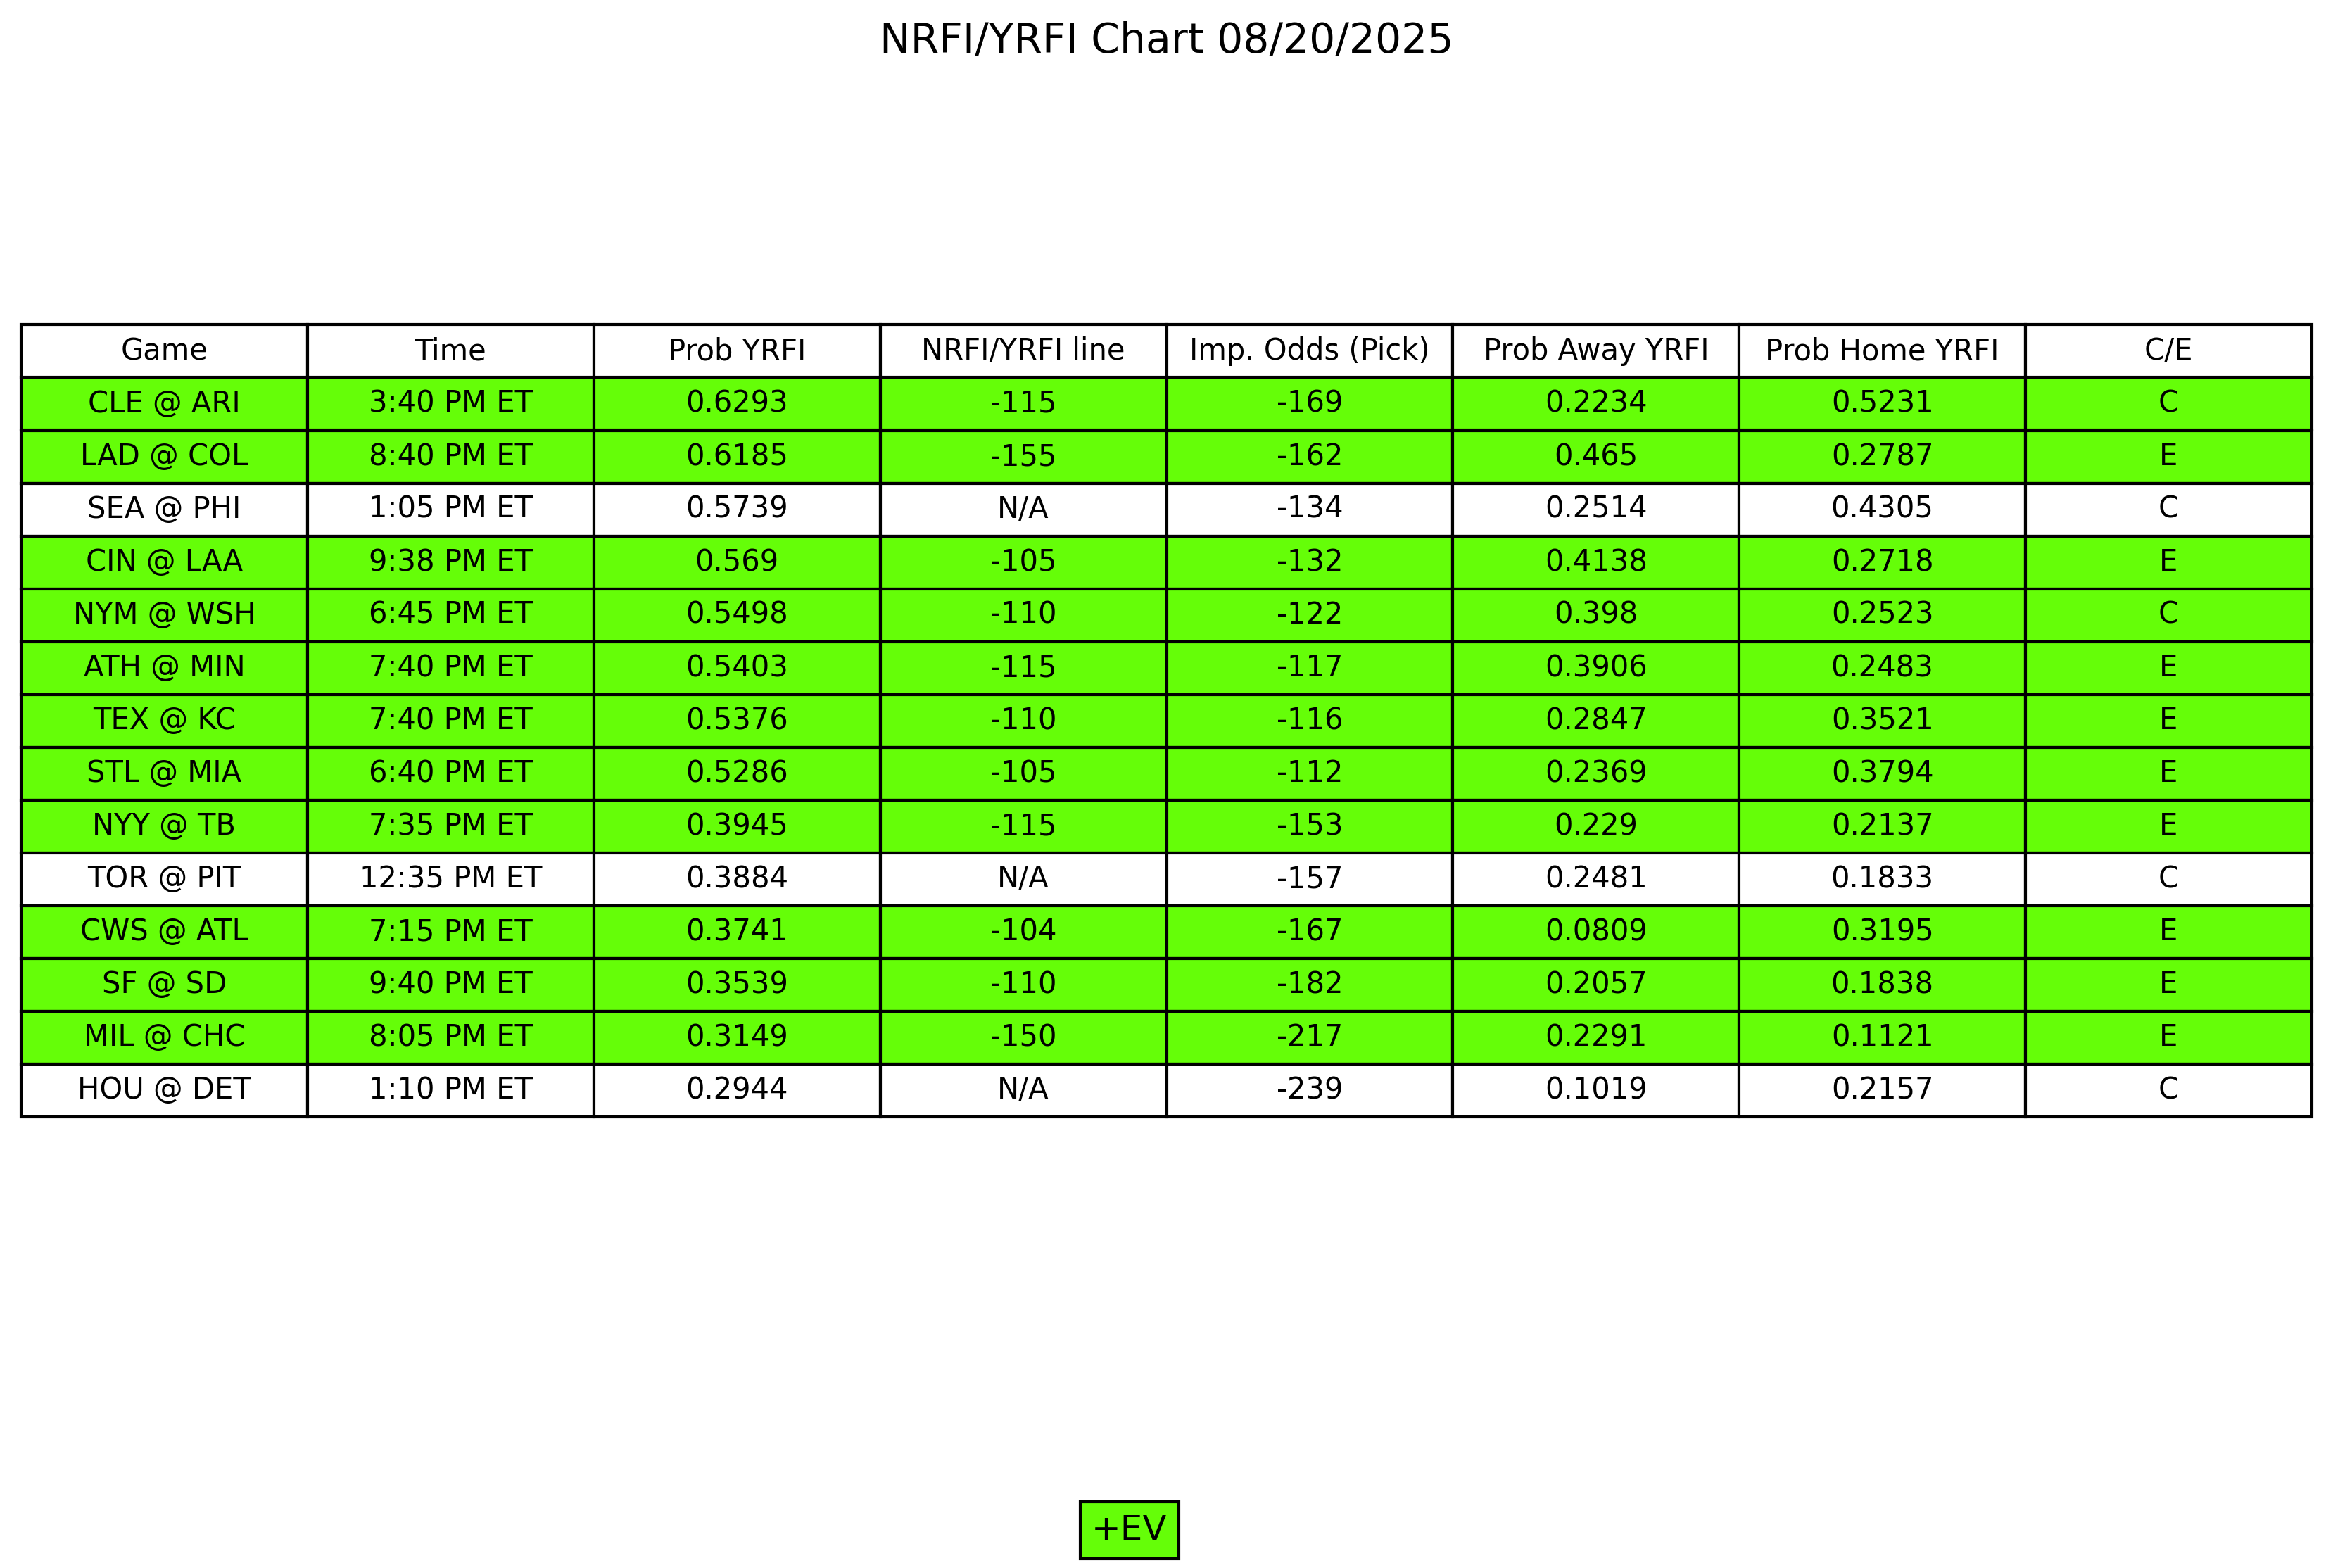 NRFI/YRFI Chart 08/20/2025
Game Time Prob YRFI NRFI/YRFI line Imp. Odds (Pick) Prob Away YRFI Prob Home YRFI C/E
CLE @ ARI 3:40 PM ET 0.6293 -115 -169 0.2234 0.5231 C
LAD @ COL 8:40 PM ET 0.6185 -155 -162 0.465 0.2787 E
SEA @ PHI 1:05 PM ET 0.5739 N/A -134 0.2514 0.4305 C
CIN @ LAA 9:38 PM ET 0.569 -105 -132 0.4138 0.2718 E
NYM @ WSH 6:45 PM ET 0.5498 -110 -122 0.398 0.2523 C
ATH @ MIN 7:40 PM ET 0.5403 -115 -117 0.3906 0.2483 E
TEX @ KC 7:40 PM ET 0.5376 -110 -116 0.2847 0.3521 E
STL @ MIA 6:40 PM ET 0.5286 -105 -112 0.2369 0.3794 E
NYY @ TB 7:35 PM ET 0.3945 -115 -153 0.229 0.2137 E
TOR @ PIT 12:35 PM ET 0.3884 N/A -157 0.2481 0.1833 C
CWS @ ATL 7:15 PM ET 0.3741 -104 -167 0.0809 0.3195 E
SF @ SD 9:40 PM ET 0.3539 -110 -182 0.2057 0.1838 E
MIL @ CHC 8:05 PM ET 0.3149 -150 -217 0.2291 0.1121 E
HOU @ DET 1:10 PM ET 0.2944 N/A -239 0.1019 0.2157 C
+EV